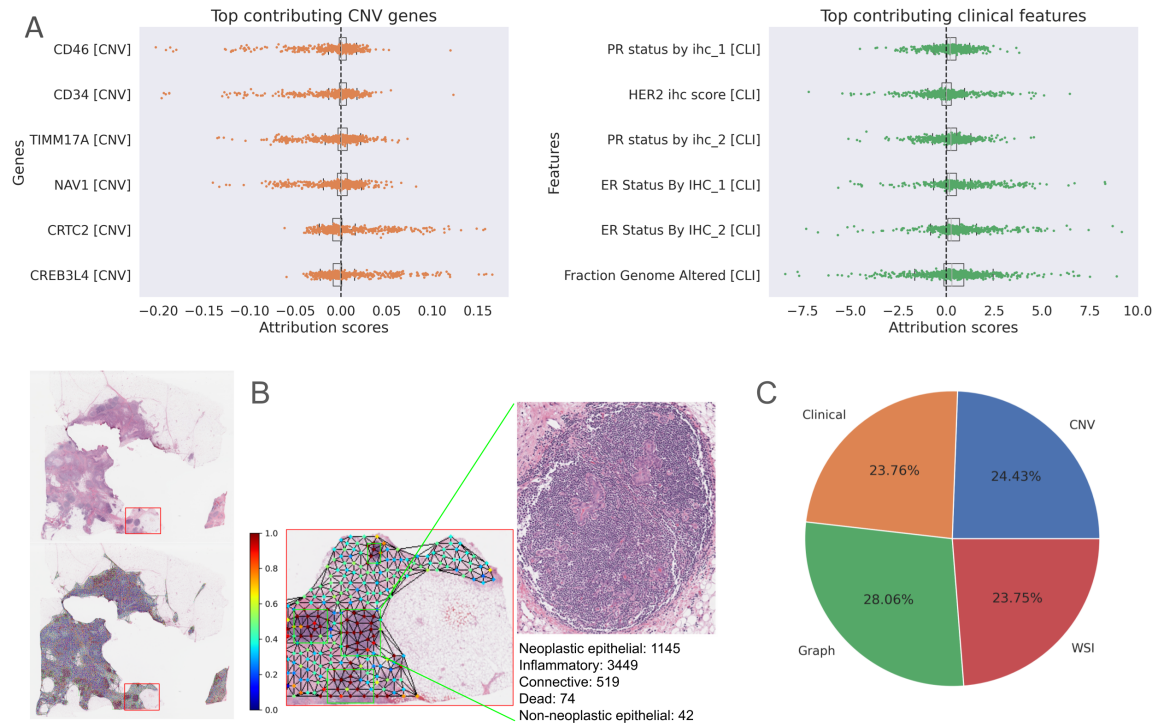 A
Top contributing CNV genes
Genes
CD46 [CNV]
CD34 [CNV]
TIMM17A [CNV]
NAV1 [CNV]
CRTC2 [CNV]
CREB3L4 [CNV]
−0.20 −0.15 −0.10 −0.05 0.00 0.05 0.10 0.15
Attribution scores
Top contributing clinical features
Features
PR status by ihc_1 [CLI]
HER2 ihc score [CLI]
PR status by ihc_2 [CLI]
ER Status By IHC_1 [CLI]
ER Status By IHC_2 [CLI]
Fraction Genome Altered [CLI]
−7.5 −5.0 −2.5 0.0 2.5 5.0 7.5 10.0
Attribution scores
B
1.0
0.8
0.6
0.4
0.2
0.0
Neoplastic epithelial: 1145
Inflammatory: 3449
Connective: 519
Dead: 74
Non-neoplastic epithelial: 42
C
Clinical
23.76%
CNV
24.43%
Graph
28.06%
WSI
23.75%